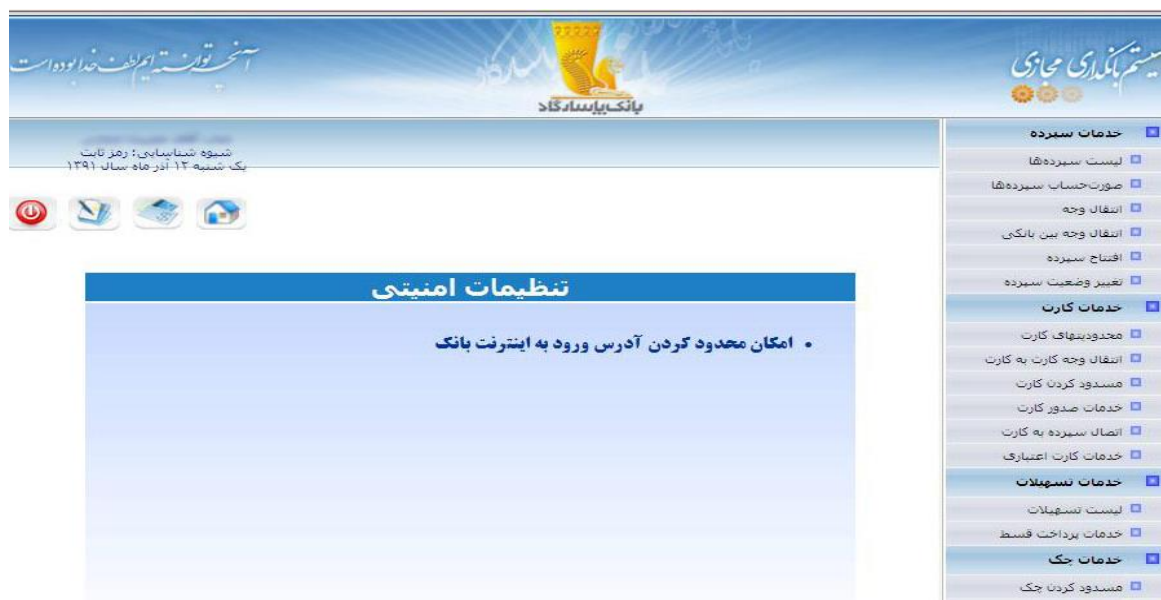 سیستم بانکداری مجازی
بانک‌پاسارگاد
آنچه توانسته‌ایم لطف خدا بوده است
شیوه شناسایی: رمز ثابت
یک شنبه ۱۲ آذر ماه سال ۱۳۹۱
خدمات سپرده
لیست سپرده‌ها
صورت‌حساب سپرده‌ها
انتقال وجه
انتقال وجه بین بانکی
افتتاح سپرده
تغییر وضعیت سپرده
خدمات کارت
محدودیتهای کارت
انتقال وجه کارت به کارت
مسدود کردن کارت
خدمات صدور کارت
اتصال سپرده به کارت
خدمات کارت اعتباری
خدمات تسهیلات
لیست تسهیلات
خدمات پرداخت قسط
خدمات چک
مسدود کردن چک
تنظیمات امنیتی
• امکان محدود کردن آدرس ورود به اینترنت بانک